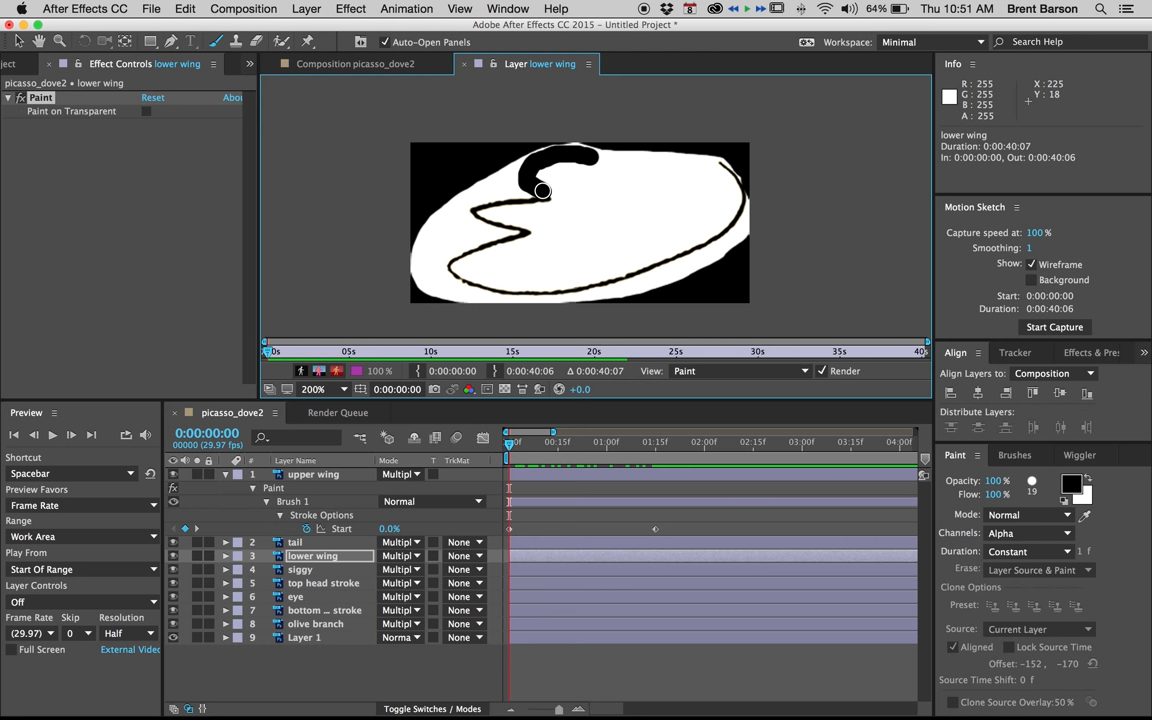 After Effects CC File Edit Composition Layer Effect Animation View Window Help 64% Thu 10:51 AM Brent Barson
Adobe After Effects CC 2015 - Untitled Project *
Auto-Open Panels Workspace: Minimal Search Help
ject Effect Controls lower wing Composition picasso_dove2 Layer lower wing Info
picasso_dove2 • lower wing
fx Paint Reset Abou
Paint on Transparent
R : 255 X : 225
G : 255 Y : 18
B : 255
A : 255
lower wing
Duration: 0:00:40:07
In: 0:00:00:00, Out: 0:00:40:06
Motion Sketch
Capture speed at: 100 %
Smoothing: 1
Show: Wireframe
Background
Start: 0:00:00:00
Duration: 0:00:40:06
Start Capture
0s 05s 10s 15s 20s 25s 30s 35s 40s
100 % 0:00:00:00 0:00:40:06 Δ 0:00:40:07 View: Paint Render
200% 0:00:00:00 +0.0
Align Tracker Effects & Pre:
Align Layers to: Composition
Distribute Layers:
Preview
Shortcut
Spacebar
Preview Favors
Frame Rate
Range
Work Area
Play From
Start Of Range
Layer Controls
Off
Frame Rate Skip Resolution
(29.97) 0 Half
Full Screen External Video
picasso_dove2 Render Queue
0:00:00:00
00000 (29.97 fps)
0f 00:15f 01:00f 01:15f 02:00f 02:15f 03:00f 03:15f 04:00f
# Layer Name Mode T TrkMat
1 upper wing Multipl
fx Paint
Brush 1 Normal
Stroke Options
Start 0.0%
2 tail Multipl None
3 lower wing Multipl None
4 siggy Multipl None
5 top head stroke Multipl None
6 eye Multipl None
7 bottom ... stroke Multipl None
8 olive branch Multipl None
9 Layer 1 Norma None
Toggle Switches / Modes
Paint Brushes Wiggler
Opacity: 100 %
Flow: 100 % 19
Mode: Normal
Channels: Alpha
Duration: Constant 1 f
Erase: Layer Source & Paint
Clone Options
Preset:
Source: Current Layer
Aligned Lock Source Time
Offset: -152 , -170
Source Time Shift: 0 f
Clone Source Overlay: 50 %